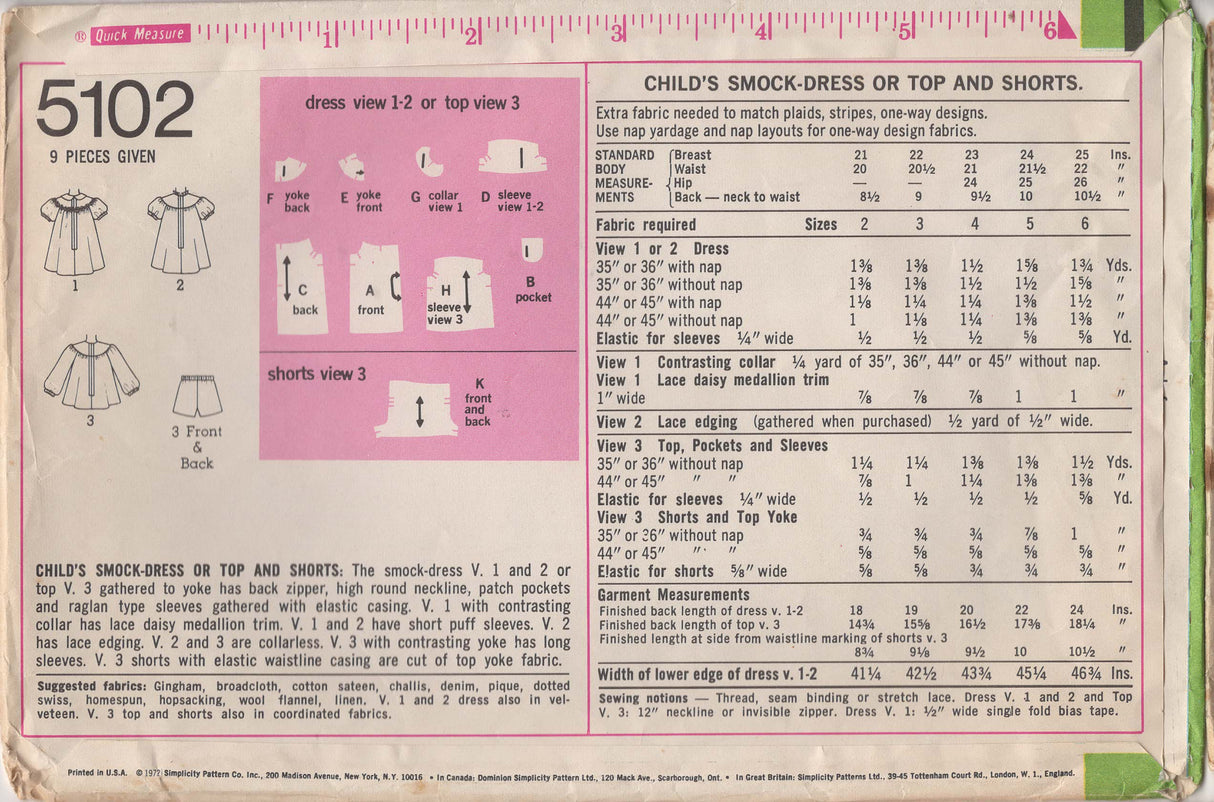 ® Quick Measure 1 2 3 4 5 6
5102
9 PIECES GIVEN
1
2
3
3 Front
&
Back
dress view 1-2 or top view 3
F yoke back
E yoke front
G collar view 1
D sleeve view 1-2
C back
A front
H sleeve view 3
B pocket
shorts view 3
K front and back
CHILD'S SMOCK-DRESS OR TOP AND SHORTS: The smock-dress V. 1 and 2 or
top V. 3 gathered to yoke has back zipper, high round neckline, patch pockets
and raglan type sleeves gathered with elastic casing. V. 1 with contrasting
collar has lace daisy medallion trim. V. 1 and 2 have short puff sleeves. V. 2
has lace edging. V. 2 and 3 are collarless. V. 3 with contrasting yoke has long
sleeves. V. 3 shorts with elastic waistline casing are cut of top yoke fabric.
Suggested fabrics: Gingham, broadcloth, cotton sateen, challis, denim, pique, dotted
swiss, homespun, hopsacking, wool flannel, linen. V. 1 and 2 dress also in vel-
veteen. V. 3 top and shorts also in coordinated fabrics.
CHILD'S SMOCK-DRESS OR TOP AND SHORTS.
Extra fabric needed to match plaids, stripes, one-way designs.
Use nap yardage and nap layouts for one-way design fabrics.
STANDARD Breast 21 22 23 24 25 Ins.
BODY Waist 20 20½ 21 21½ 22 "
MEASURE- Hip — — 24 25 26 "
MENTS Back — neck to waist 8½ 9 9½ 10 10½ "
Fabric required Sizes 2 3 4 5 6
View 1 or 2 Dress
35" or 36" with nap 1⅜ 1⅜ 1½ 1⅝ 1¾ Yds.
35" or 36" without nap 1⅜ 1⅜ 1½ 1½ 1⅝ "
44" or 45" with nap 1⅛ 1¼ 1¼ 1⅜ 1½ "
44" or 45" without nap 1 1⅛ 1¼ 1⅜ 1⅜ "
Elastic for sleeves ¼" wide ½ ½ ½ ⅝ ⅝ Yd.
View 1 Contrasting collar ¼ yard of 35", 36", 44" or 45" without nap.
View 1 Lace daisy medallion trim
1" wide ⅞ ⅞ ⅞ 1 1 "
View 2 Lace edging (gathered when purchased) ½ yard of ½" wide.
View 3 Top, Pockets and Sleeves
35" or 36" without nap 1¼ 1¼ 1⅜ 1⅜ 1½ Yds.
44" or 45" " " ⅞ 1 1¼ 1⅜ 1⅜ "
Elastic for sleeves ¼" wide ½ ½ ½ ½ ⅝ Yd.
View 3 Shorts and Top Yoke
35" or 36" without nap ¾ ¾ ¾ ⅞ 1 "
44" or 45" " " ⅝ ⅝ ⅝ ⅝ ⅝ "
Elastic for shorts ⅝" wide ⅝ ⅝ ¾ ¾ ¾ "
Garment Measurements
Finished back length of dress v. 1-2 18 19 20 22 24 Ins.
Finished back length of top v. 3 14¾ 15⅝ 16½ 17⅜ 18¼ "
Finished length at side from waistline marking of shorts v. 3
8¾ 9⅛ 9½ 10 10½ "
Width of lower edge of dress v. 1-2 41¼ 42½ 43¾ 45¼ 46¾ Ins.
Sewing notions — Thread, seam binding or stretch lace. Dress V. 1 and 2 and Top
V. 3: 12" neckline or invisible zipper. Dress V. 1: ½" wide single fold bias tape.
Printed in U.S.A. © 1972 Simplicity Pattern Co. Inc., 200 Madison Avenue, New York, N.Y. 10016 • In Canada: Dominion Simplicity Pattern Ltd., 120 Mack Ave., Scarborough, Ont. • In Great Britain: Simplicity Patterns Ltd., 39-45 Tottenham Court Rd., London, W. 1., England.